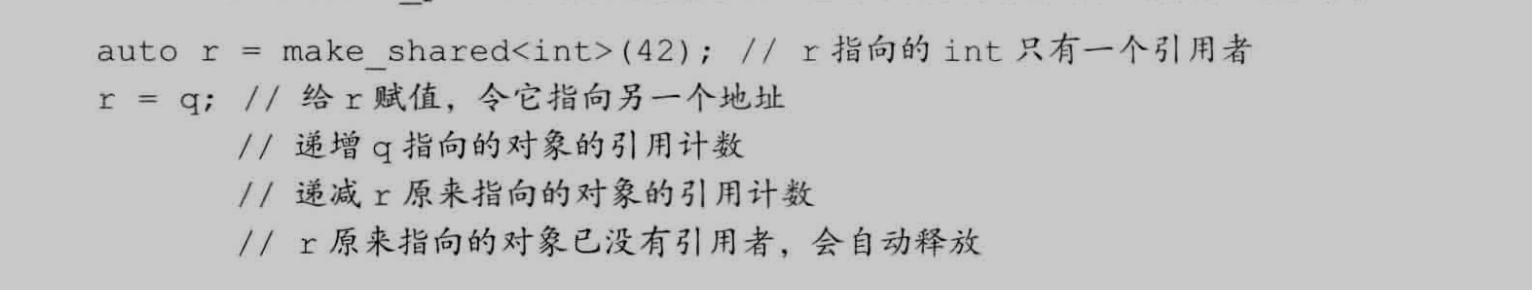 auto r = make_shared<int>(42); // r 指向的 int 只有一个引用者
r = q; // 给 r 赋值，令它指向另一个地址
// 递增 q 指向的对象的引用计数
// 递减 r 原来指向的对象的引用计数
// r 原来指向的对象已没有引用者，会自动释放